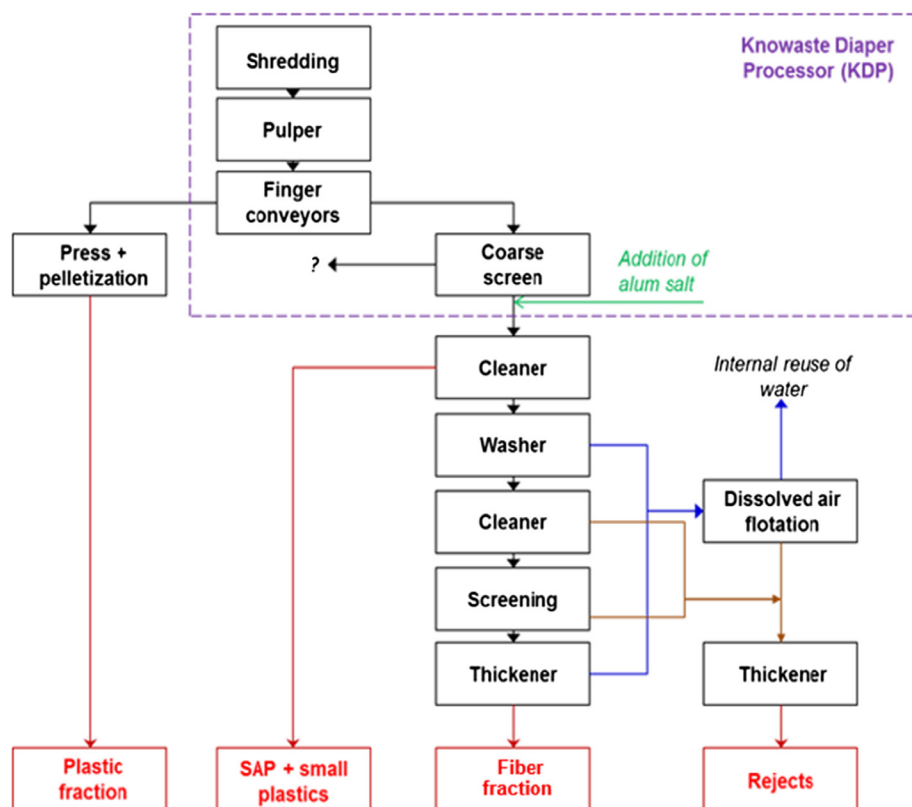 Knowaste Diaper
Processor (KDP)
Shredding
Pulper
Finger
conveyors
Press +
pelletization
?
Coarse
screen
Addition of
alum salt
Cleaner
Internal reuse of
water
Washer
Dissolved air
flotation
Cleaner
Screening
Thickener
Thickener
Plastic
fraction
SAP + small
plastics
Fiber
fraction
Rejects